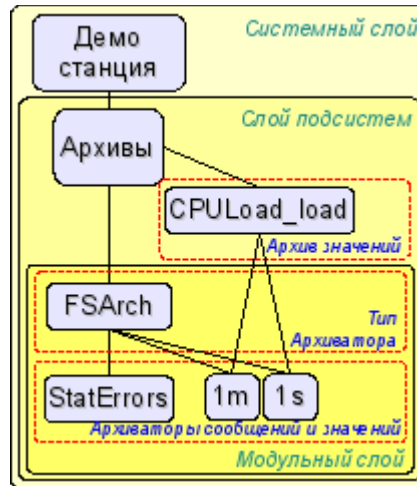 Демо
станция
Системный слой
Слой подсистем
Архивы
CPULoad_load
Архив значений
FSArch
Тип
Архиватора
StatErrors
1m
1s
Архиваторы сообщений и значений
Модульный слой